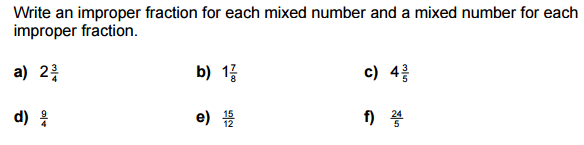 Write an improper fraction for each mixed number and a mixed number for each
improper fraction.
a) 2 3/4 b) 1 7/8 c) 4 3/5
d) 9/4 e) 15/12 f) 24/5